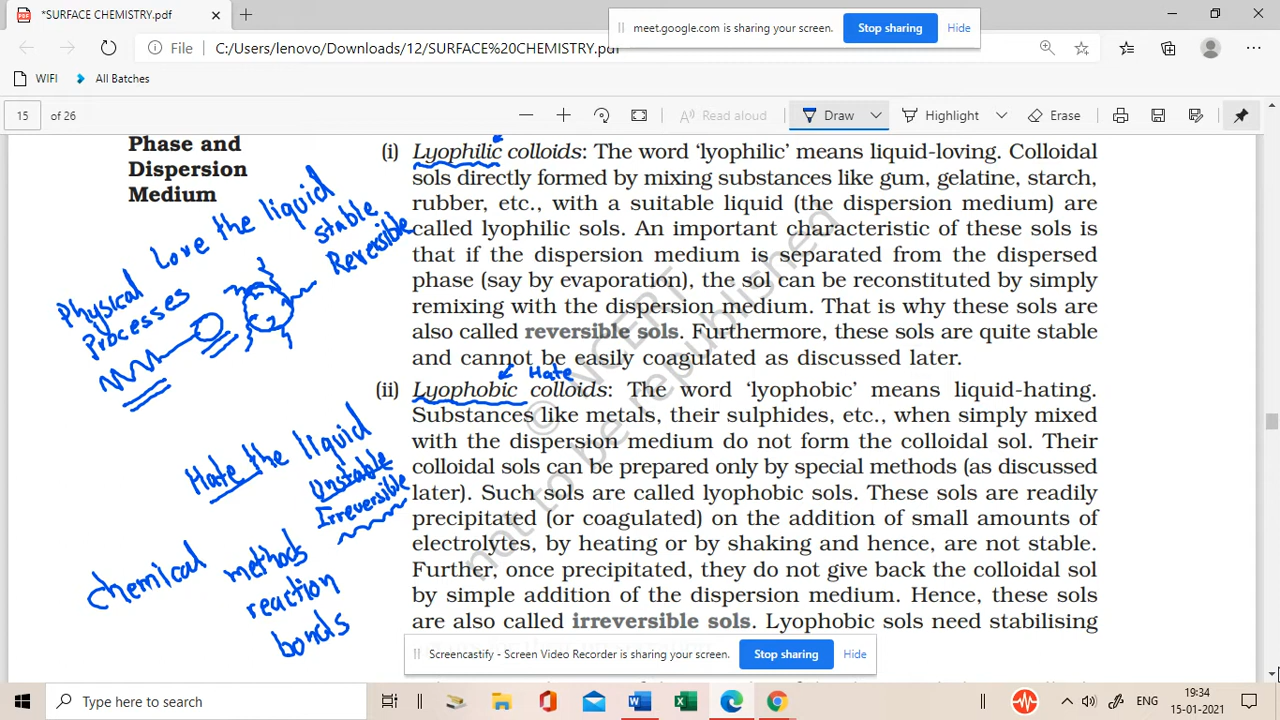 *SURFACE CHEMISTRY.pdf
meet.google.com is sharing your screen.
Stop sharing
Hide
File
C:/Users/lenovo/Downloads/12/SURFACE%20CHEMISTRY.pdf
WIFI
All Batches
15
of 26
Read aloud
Draw
Highlight
Erase
Phase and
Dispersion
Medium
(i) Lyophilic colloids: The word ‘lyophilic’ means liquid-loving. Colloidal
sols directly formed by mixing substances like gum, gelatine, starch,
rubber, etc., with a suitable liquid (the dispersion medium) are
called lyophilic sols. An important characteristic of these sols is
that if the dispersion medium is separated from the dispersed
phase (say by evaporation), the sol can be reconstituted by simply
remixing with the dispersion medium. That is why these sols are
also called reversible sols. Furthermore, these sols are quite stable
and cannot be easily coagulated as discussed later.
Love the liquid
stable
Reversible
Physical
Processes
Hate
(ii) Lyophobic colloids: The word ‘lyophobic’ means liquid-hating.
Substances like metals, their sulphides, etc., when simply mixed
with the dispersion medium do not form the colloidal sol. Their
colloidal sols can be prepared only by special methods (as discussed
later). Such sols are called lyophobic sols. These sols are readily
precipitated (or coagulated) on the addition of small amounts of
electrolytes, by heating or by shaking and hence, are not stable.
Further, once precipitated, they do not give back the colloidal sol
by simple addition of the dispersion medium. Hence, these sols
are also called irreversible sols. Lyophobic sols need stabilising
Hate the liquid
Unstable
Irreversible
chemical methods
reaction
bonds
© NCERT
not to be republished
Screencastify - Screen Video Recorder is sharing your screen.
Stop sharing
Hide
Type here to search
ENG
19:34
15-01-2021